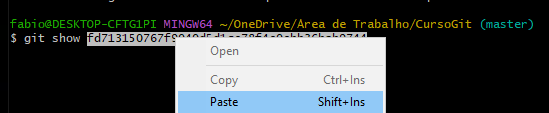 fabio@DESKTOP-CFTG1PI MINGW64 ~/OneDrive/Área de Trabalho/CursoGit (master)
$ git show
Open
Copy Ctrl+Ins
Paste Shift+Ins